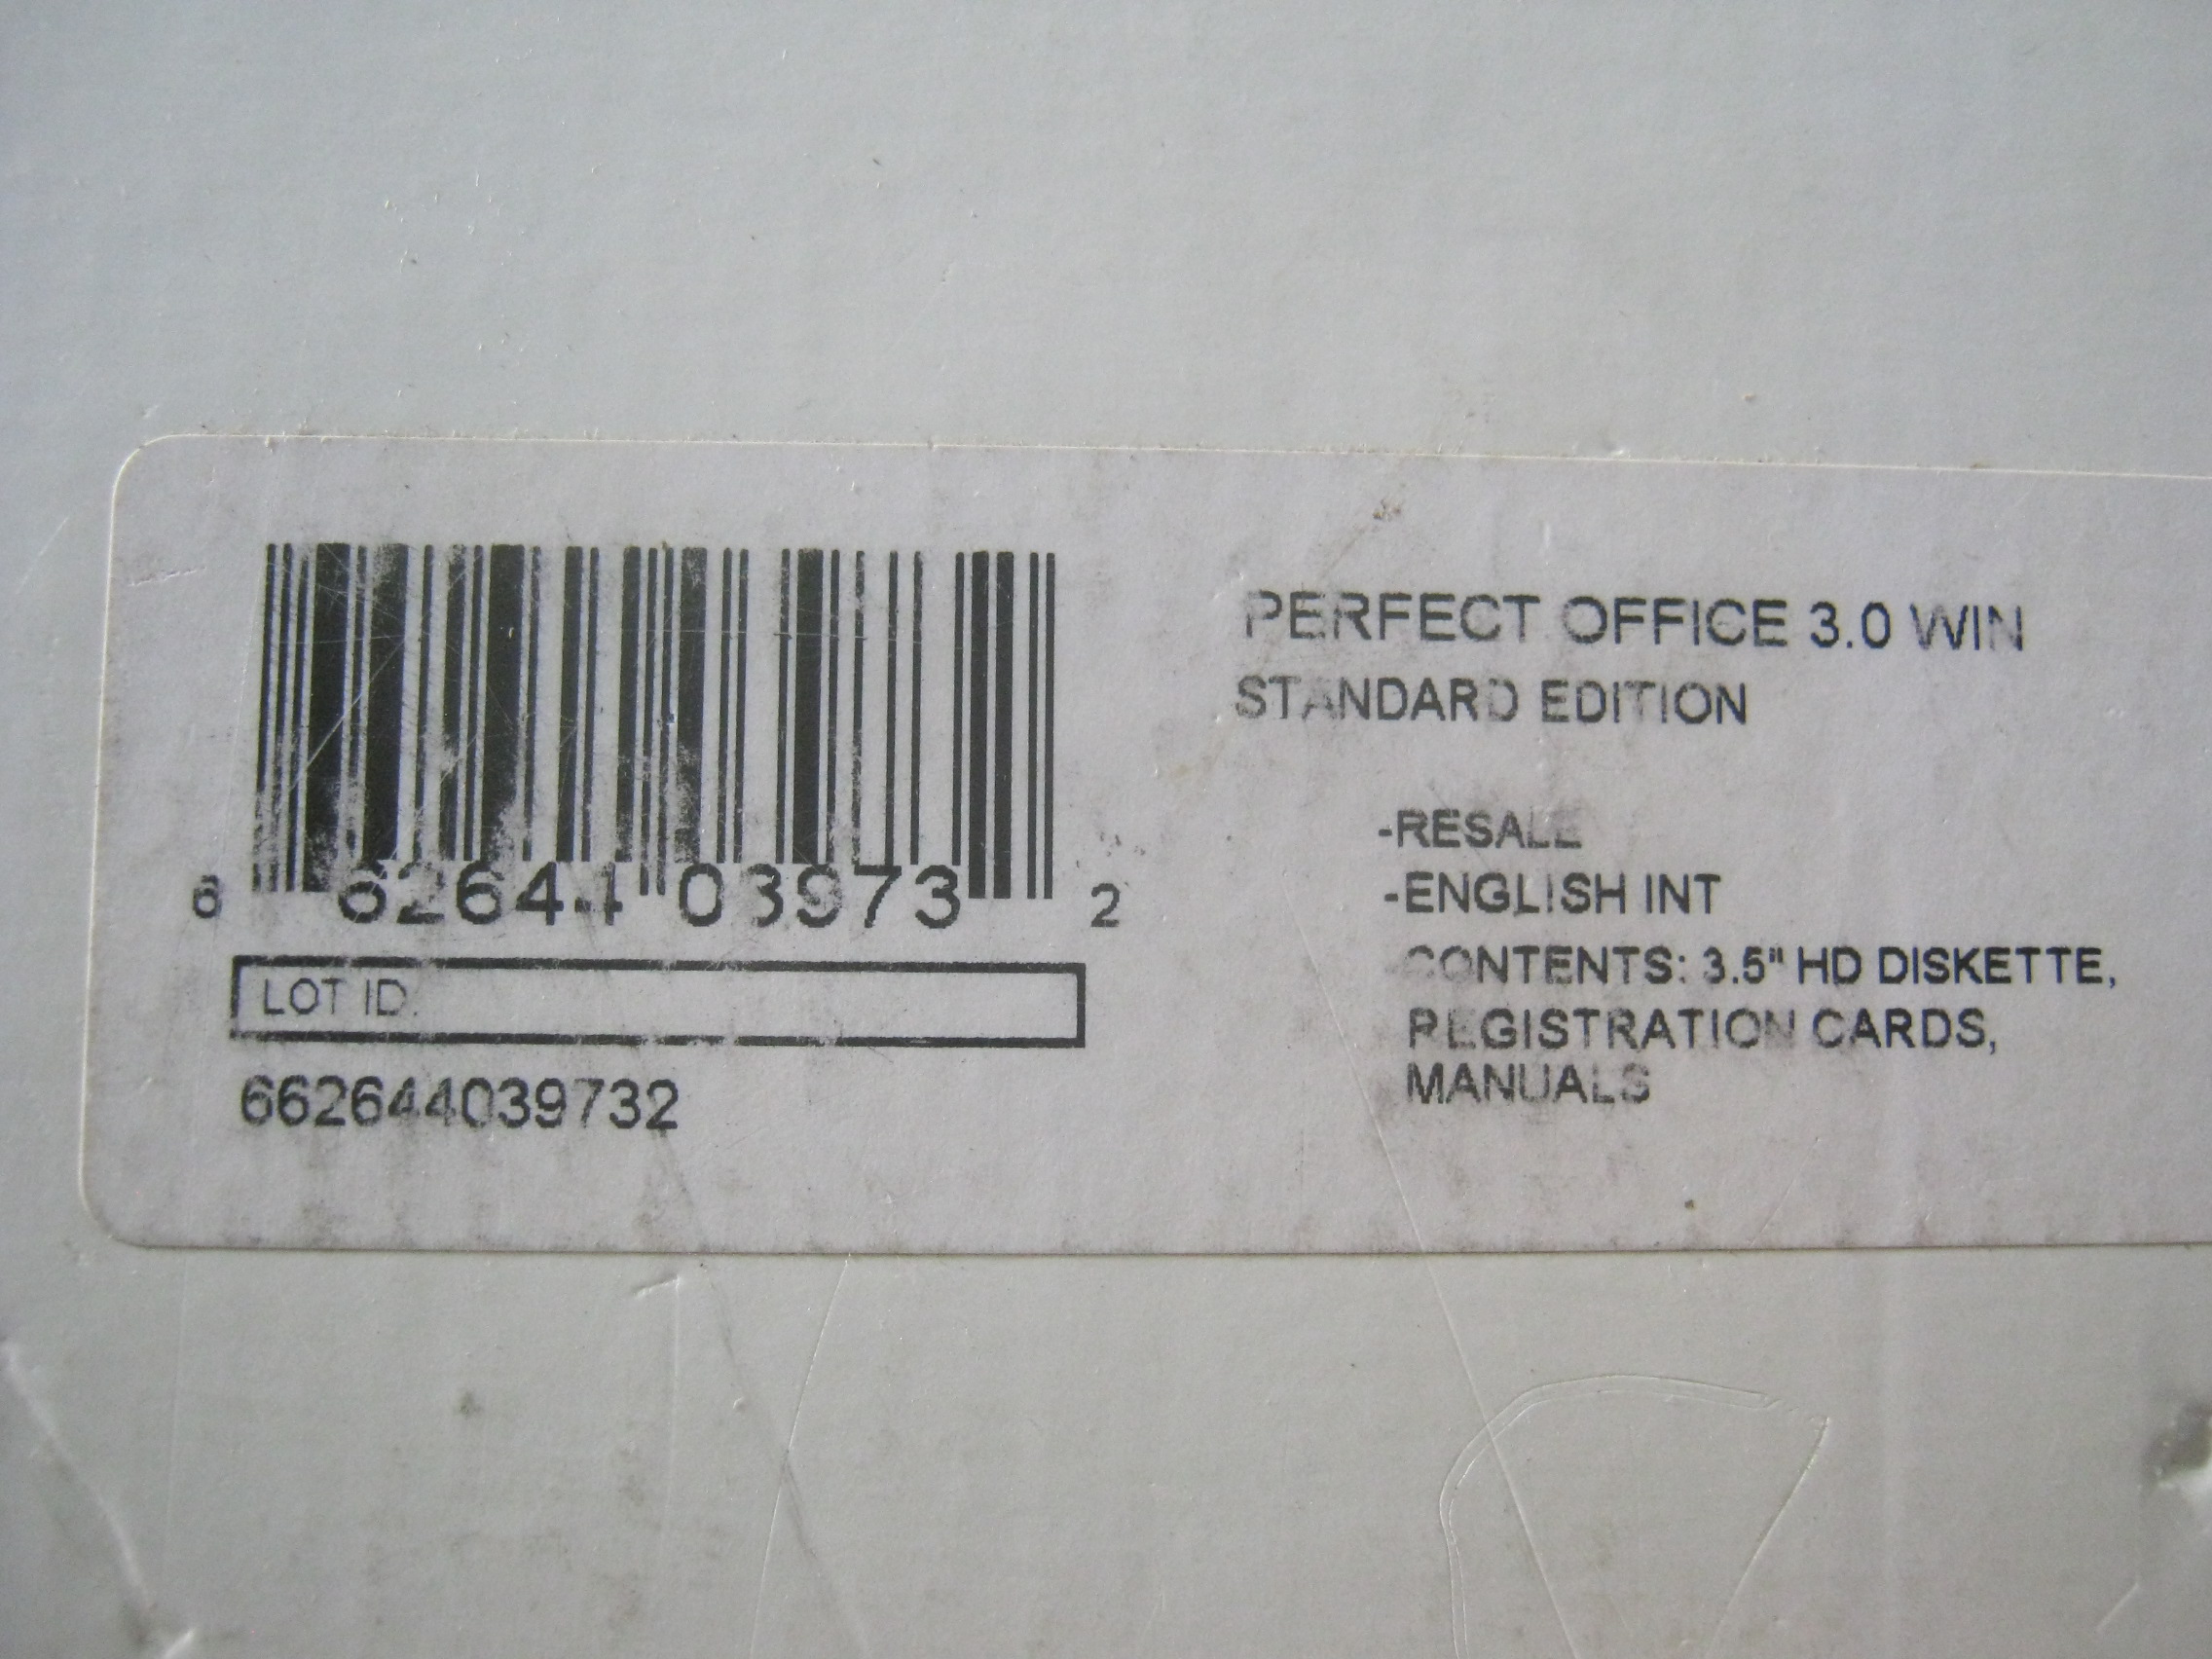 6 62644 03973 2
LOT ID.
662644039732
PERFECT OFFICE 3.0 WIN
STANDARD EDITION
-RESALE
-ENGLISH INT
CONTENTS: 3.5" HD DISKETTE,
REGISTRATION CARDS,
MANUALS